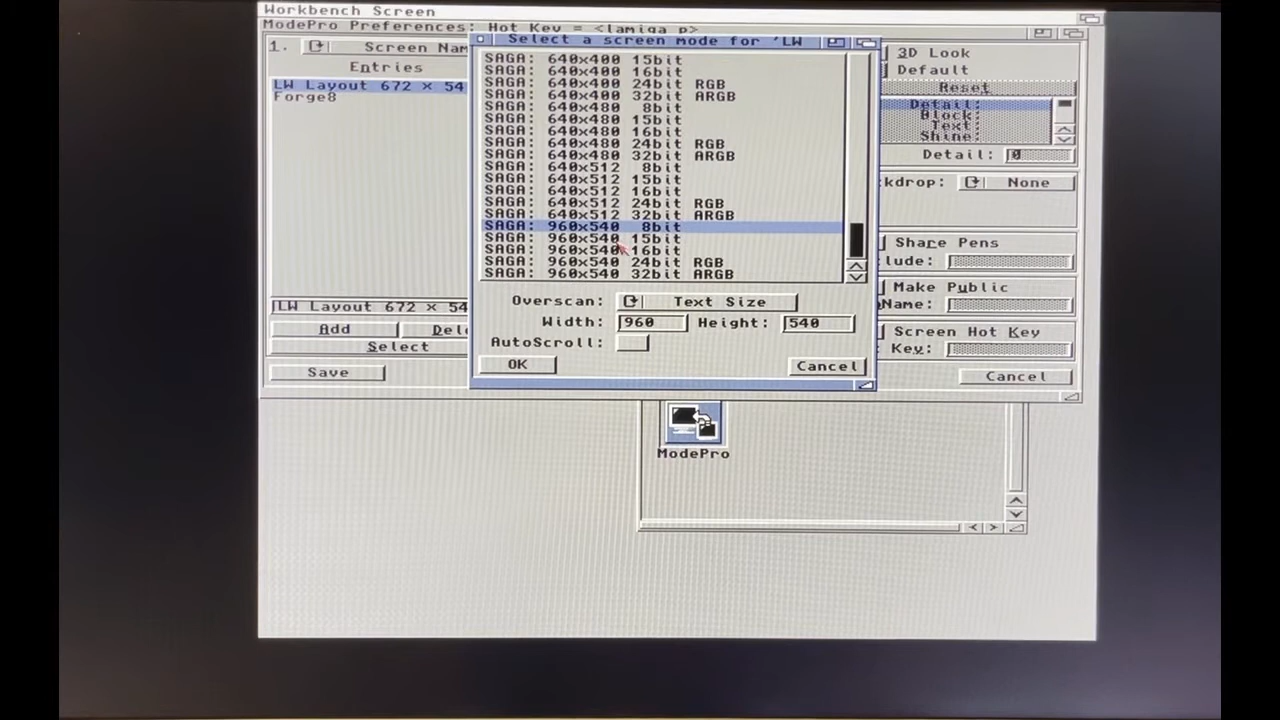 Workbench Screen
ModePro Preferences: Hot Key = <lamiga p>
1. Screen Nam
Entries
LW Layout 672 x 54
Forge8
LW Layout 672 x 54
Add Dele
Select
Save
Select a screen mode for 'LW
SAGA: 640x400 15bit
SAGA: 640x400 16bit
SAGA: 640x400 24bit RGB
SAGA: 640x400 32bit ARGB
SAGA: 640x480 8bit
SAGA: 640x480 15bit
SAGA: 640x480 16bit
SAGA: 640x480 24bit RGB
SAGA: 640x480 32bit ARGB
SAGA: 640x512 8bit
SAGA: 640x512 15bit
SAGA: 640x512 16bit
SAGA: 640x512 24bit RGB
SAGA: 640x512 32bit ARGB
SAGA: 960x540 8bit
SAGA: 960x540 15bit
SAGA: 960x540 16bit
SAGA: 960x540 24bit RGB
SAGA: 960x540 32bit ARGB
Overscan: Text Size
Width: 960 Height: 540
AutoScroll:
OK Cancel
3D Look
Default
Reset
Detail:
Block:
Text:
Shine:
Detail: 0
kdrop: None
Share Pens
lude:
Make Public
Name:
Screen Hot Key
Key:
Cancel
ModePro